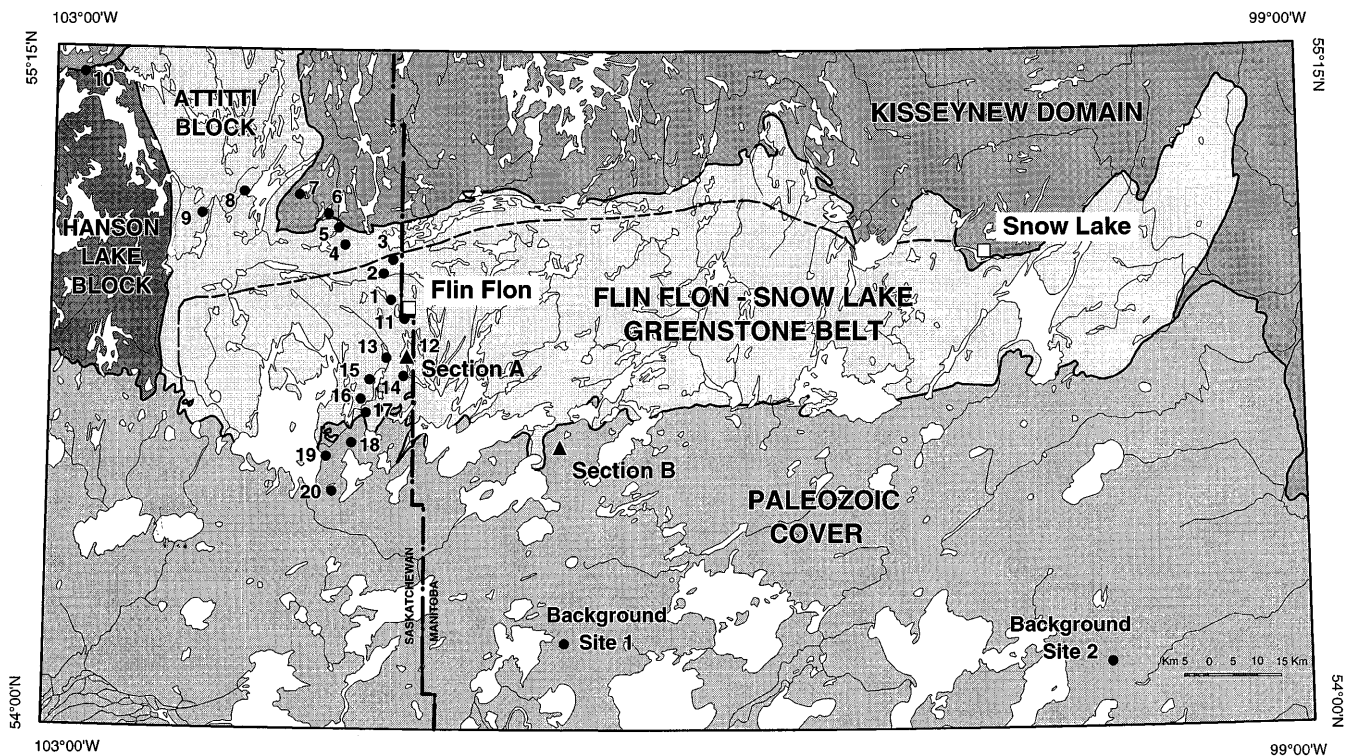 103°00'W
99°00'W
55°15'N
55°15'N
10
ATTITTI
BLOCK
KISSEYNEW DOMAIN
7
6
8
9
5
4
3
HANSON
LAKE
BLOCK
Snow Lake
2
Flin Flon
1
11
FLIN FLON - SNOW LAKE
GREENSTONE BELT
13
12
Section A
15
14
16
17
18
19
Section B
20
PALEOZOIC
COVER
SASKATCHEWAN
MANITOBA
Background
Site 1
Background
Site 2
Km 5 0 5 10 15 Km
54°00'N
54°00'N
103°00'W
99°00'W